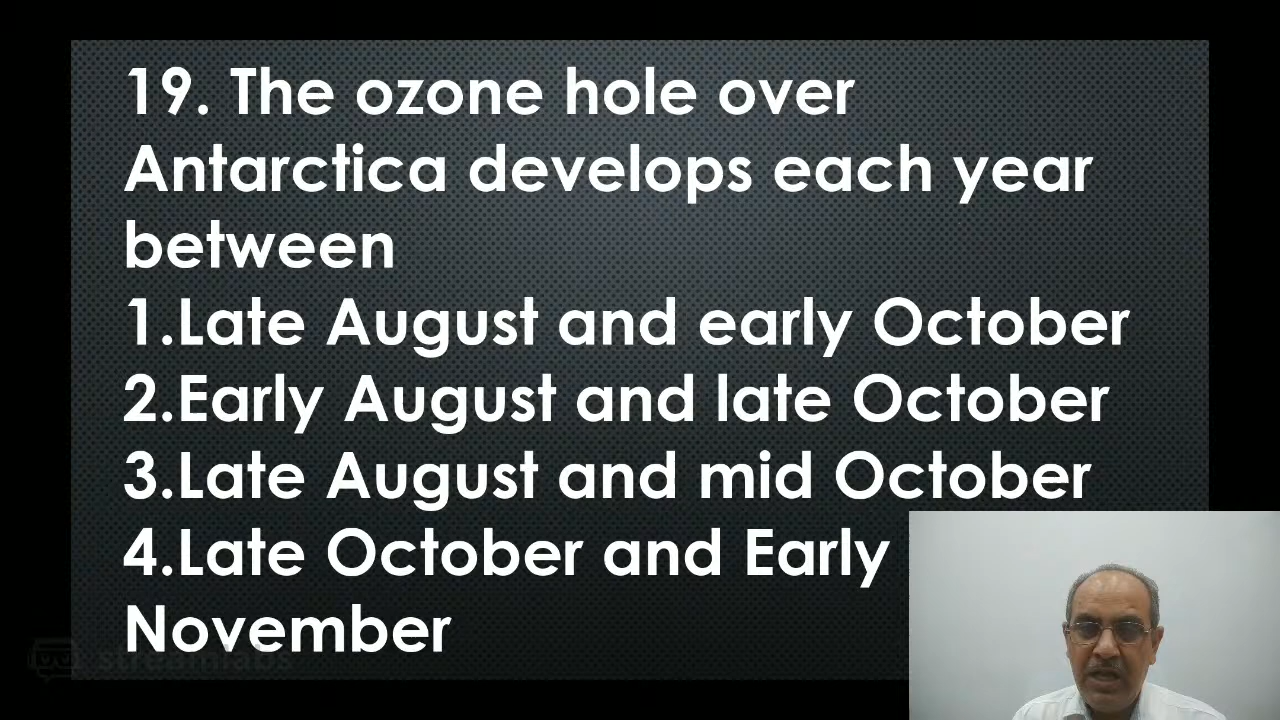 19. The ozone hole over
Antarctica develops each year
between
1.Late August and early October
2.Early August and late October
3.Late August and mid October
4.Late October and Early
November
streamlabs